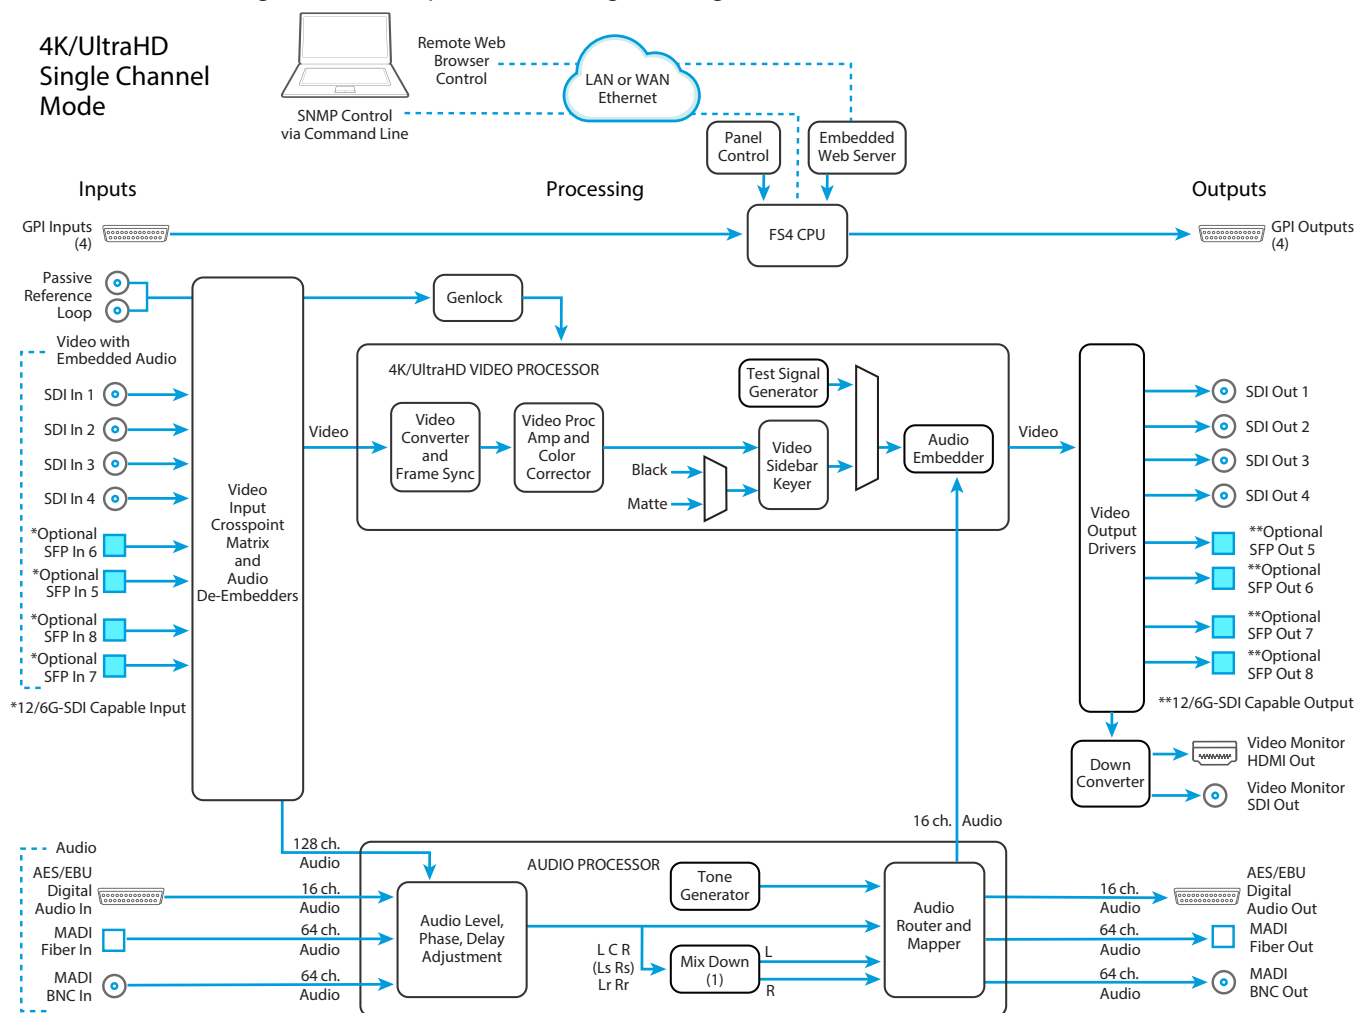 4K/UltraHD
Single Channel
Mode
Remote Web
Browser
Control
LAN or WAN
Ethernet
SNMP Control
via Command Line
Panel
Control
Embedded
Web Server
Inputs
Processing
Outputs
GPI Inputs
(4)
FS4 CPU
GPI Outputs
(4)
Passive
Reference
Loop
Genlock
Video with
Embedded Audio
SDI In 1
SDI In 2
SDI In 3
SDI In 4
*Optional
SFP In 6
*Optional
SFP In 5
*Optional
SFP In 8
*Optional
SFP In 7
*12/6G-SDI Capable Input
Video
Input
Crosspoint
Matrix
and
Audio
De-Embedders
Video
4K/UltraHD VIDEO PROCESSOR
Video
Converter
and
Frame Sync
Video Proc
Amp and
Color
Corrector
Test Signal
Generator
Black
Matte
Video
Sidebar
Keyer
Audio
Embedder
Video
Video
Output
Drivers
SDI Out 1
SDI Out 2
SDI Out 3
SDI Out 4
**Optional
SFP Out 5
**Optional
SFP Out 6
**Optional
SFP Out 7
**Optional
SFP Out 8
**12/6G-SDI Capable Output
Down
Converter
Video Monitor
HDMI Out
Video Monitor
SDI Out
16 ch. Audio
128 ch.
Audio
Audio
AES/EBU
Digital
Audio In
16 ch.
Audio
MADI
Fiber In
64 ch.
Audio
MADI
BNC In
64 ch.
Audio
AUDIO PROCESSOR
Audio Level,
Phase, Delay
Adjustment
Tone
Generator
L C R
(Ls Rs)
Lr Rr
Mix Down
(1)
L
R
Audio
Router and
Mapper
16 ch.
Audio
AES/EBU
Digital
Audio Out
64 ch.
Audio
MADI
Fiber Out
64 ch.
Audio
MADI
BNC Out